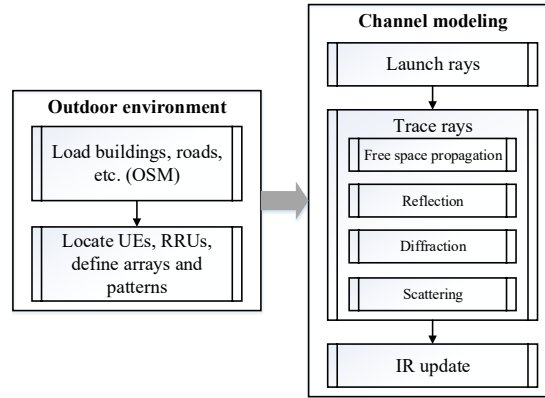 Outdoor environment
Load buildings, roads,
etc. (OSM)
Locate UEs, RRUs,
define arrays and
patterns
Channel modeling
Launch rays
Trace rays
Free space propagation
Reflection
Diffraction
Scattering
IR update